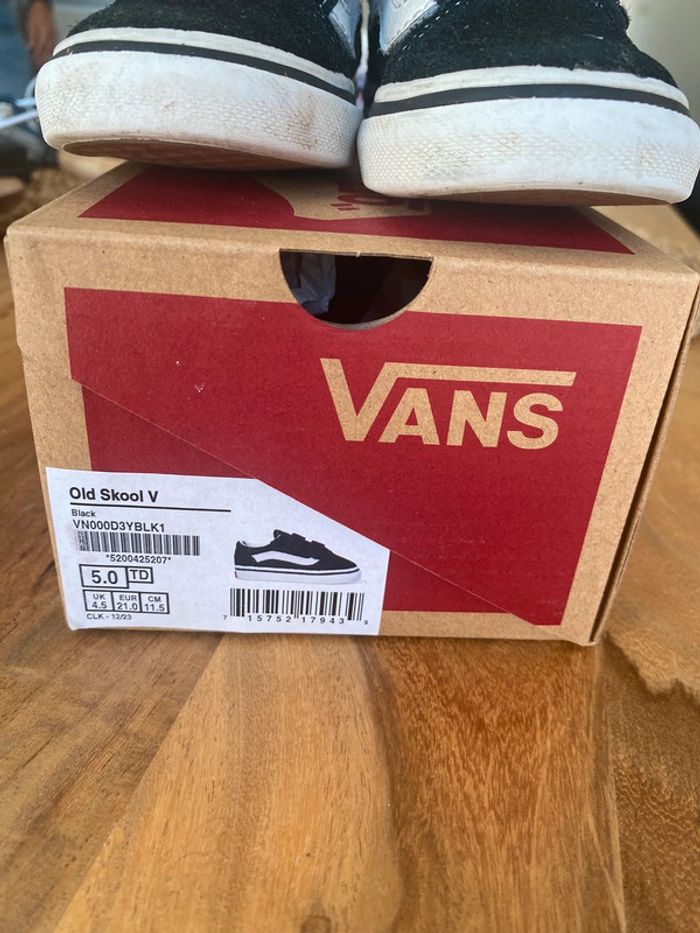 VANS
Old Skool V
Black
VN000D3YBLK1
*5200425207*
5.0 TD
UK EUR CM
4.5 21.0 11.5
CLK - 12/23
7 15752 17943 9